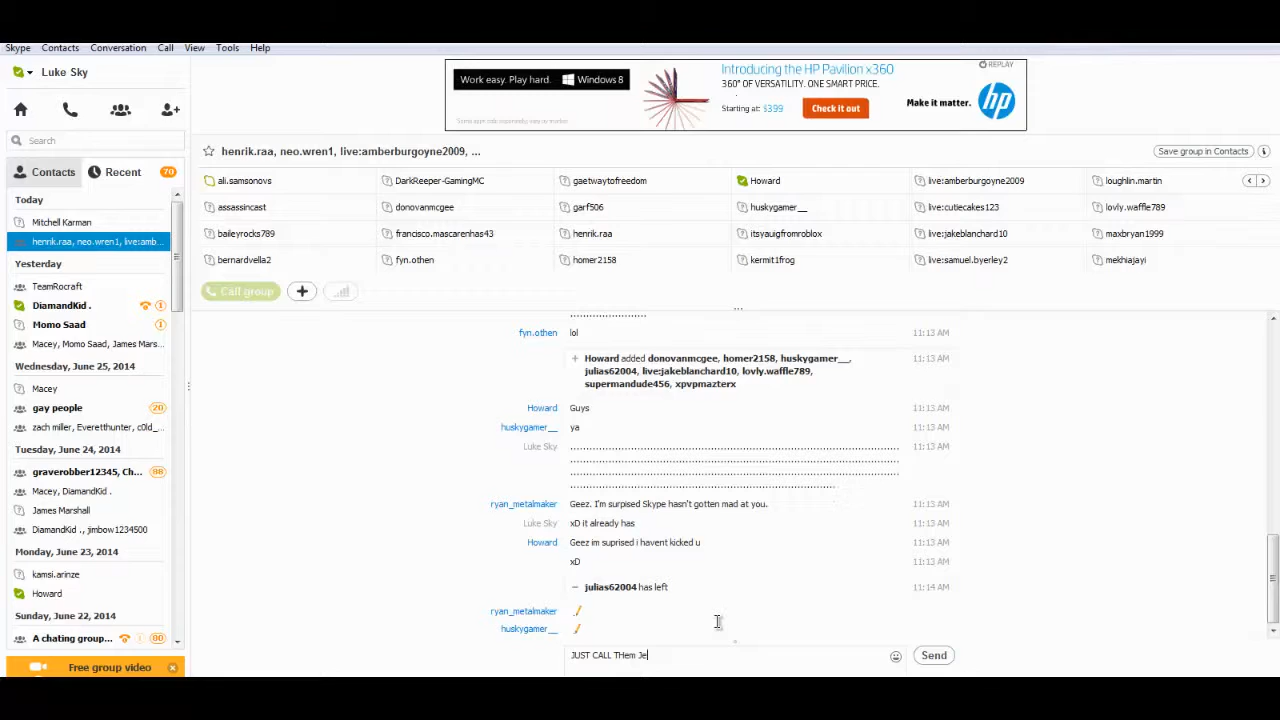 Skype Contacts Conversation Call View Tools Help
Luke Sky
Search
Contacts Recent 70
Today
Mitchell Karman
henrik.raa, neo.wren1, live:amb...
Yesterday
TeamRocraft
DiamandKid . 1
Momo Saad 1
Macey, Momo Saad, James Mars...
Wednesday, June 25, 2014
Macey
gay people 20
zach miller, Everetthunter, c0ld_...
Tuesday, June 24, 2014
graverobber12345, Ch... 88
Macey, DiamandKid .
James Marshall
DiamandKid ., jimbow1234500
Monday, June 23, 2014
kamsi.arinze
Howard
Sunday, June 22, 2014
A chating group... 80
Free group video
Work easy. Play hard. Windows 8
Introducing the HP Pavilion x360
360° OF VERSATILITY. ONE SMART PRICE.
Starting at: $399 Check it out
Make it matter. hp
REPLAY
henrik.raa, neo.wren1, live:amberburgoyne2009, ...
Save group in Contacts
ali.samsonovs DarkReeper-GamingMC gaetwaytofreedom Howard live:amberburgoyne2009 loughlin.martin
assassincast donovanmcgee garf506 huskygamer__ live:cutiecakes123 lovly.waffle789
baileyrocks789 francisco.mascarenhas43 henrik.raa itsyauigfromroblox live:jakeblanchard10 maxbryan1999
bernardvella2 fyn.othen homer2158 kermit1frog live:samuel.byerley2 mekhiajayi
Call group
fyn.othen lol 11:13 AM
Howard added donovanmcgee, homer2158, huskygamer__, 11:13 AM
julias62004, live:jakeblanchard10, lovly.waffle789,
supermandude456, xpvpmazterx
Howard Guys 11:13 AM
huskygamer__ ya 11:13 AM
Luke Sky 11:13 AM
ryan_metalmaker Geez. I'm surpised Skype hasn't gotten mad at you. 11:13 AM
Luke Sky xD it already has 11:13 AM
Howard Geez im suprised i havent kicked u 11:13 AM
xD 11:13 AM
julias62004 has left 11:14 AM
ryan_metalmaker
huskygamer__
JUST CALL THem Je
Send